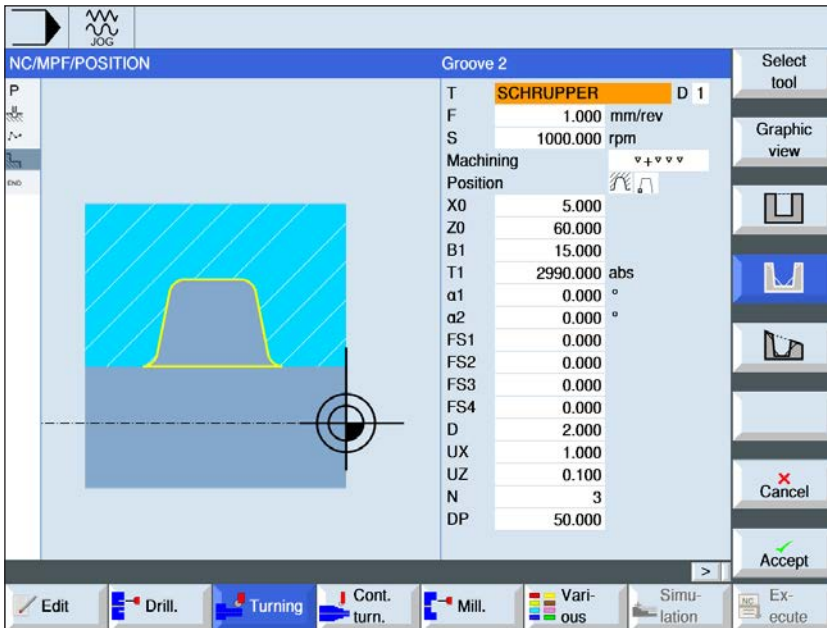 JOG
NC/MPF/POSITION
Groove 2
P
END
T SCHRUPPER D 1
F 1.000 mm/rev
S 1000.000 rpm
Machining ▿+▿▿▿
Position
X0 5.000
Z0 60.000
B1 15.000
T1 2990.000 abs
α1 0.000 °
α2 0.000 °
FS1 0.000
FS2 0.000
FS3 0.000
FS4 0.000
D 2.000
UX 1.000
UZ 0.100
N 3
DP 50.000
>
Select
tool
Graphic
view
Cancel
Accept
Edit
Drill.
Turning
Cont.
turn.
Mill.
Vari-
ous
Simu-
lation
NC
Ex-
ecute